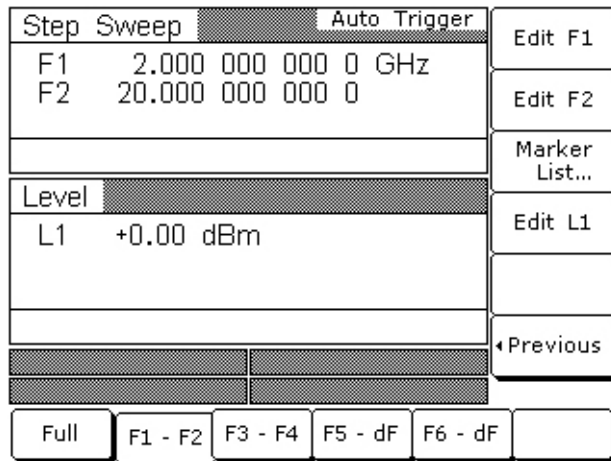 Step Sweep Auto Trigger
F1 2.000 000 000 0 GHz
F2 20.000 000 000 0
Level
L1 +0.00 dBm
Edit F1
Edit F2
Marker
List...
Edit L1
Previous
Full F1 - F2 F3 - F4 F5 - dF F6 - dF